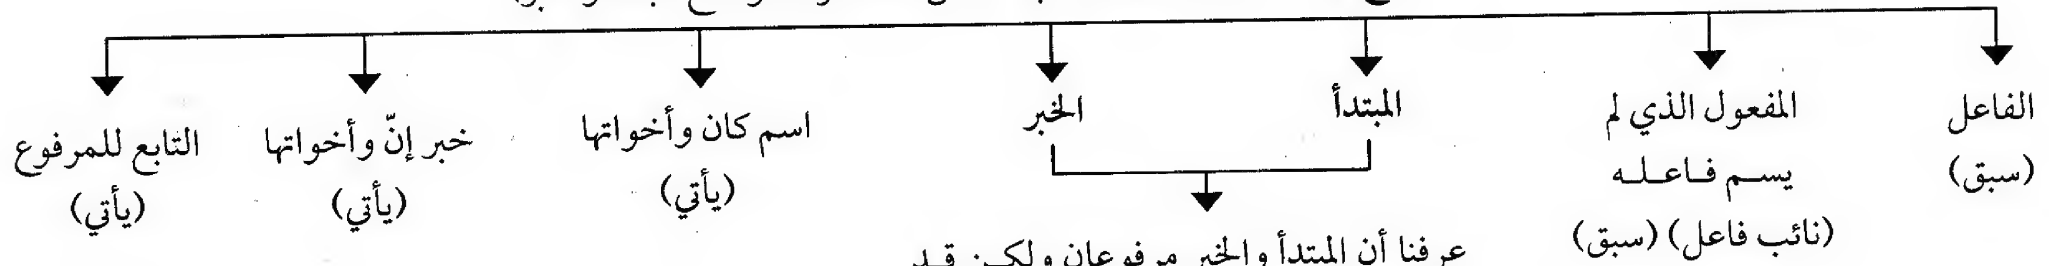 الفاعل
(سبق)
المفعول الذي لم
يسم فاعله
(نائب فاعل) (سبق)
المبتدأ
الخبر
عرفنا أن المبتدأ والخبر مرفوعان ولكن قد
اسم كان وأخواتها
(يأتي)
خبر إنّ وأخواتها
(يأتي)
التابع للمرفوع
(يأتي)